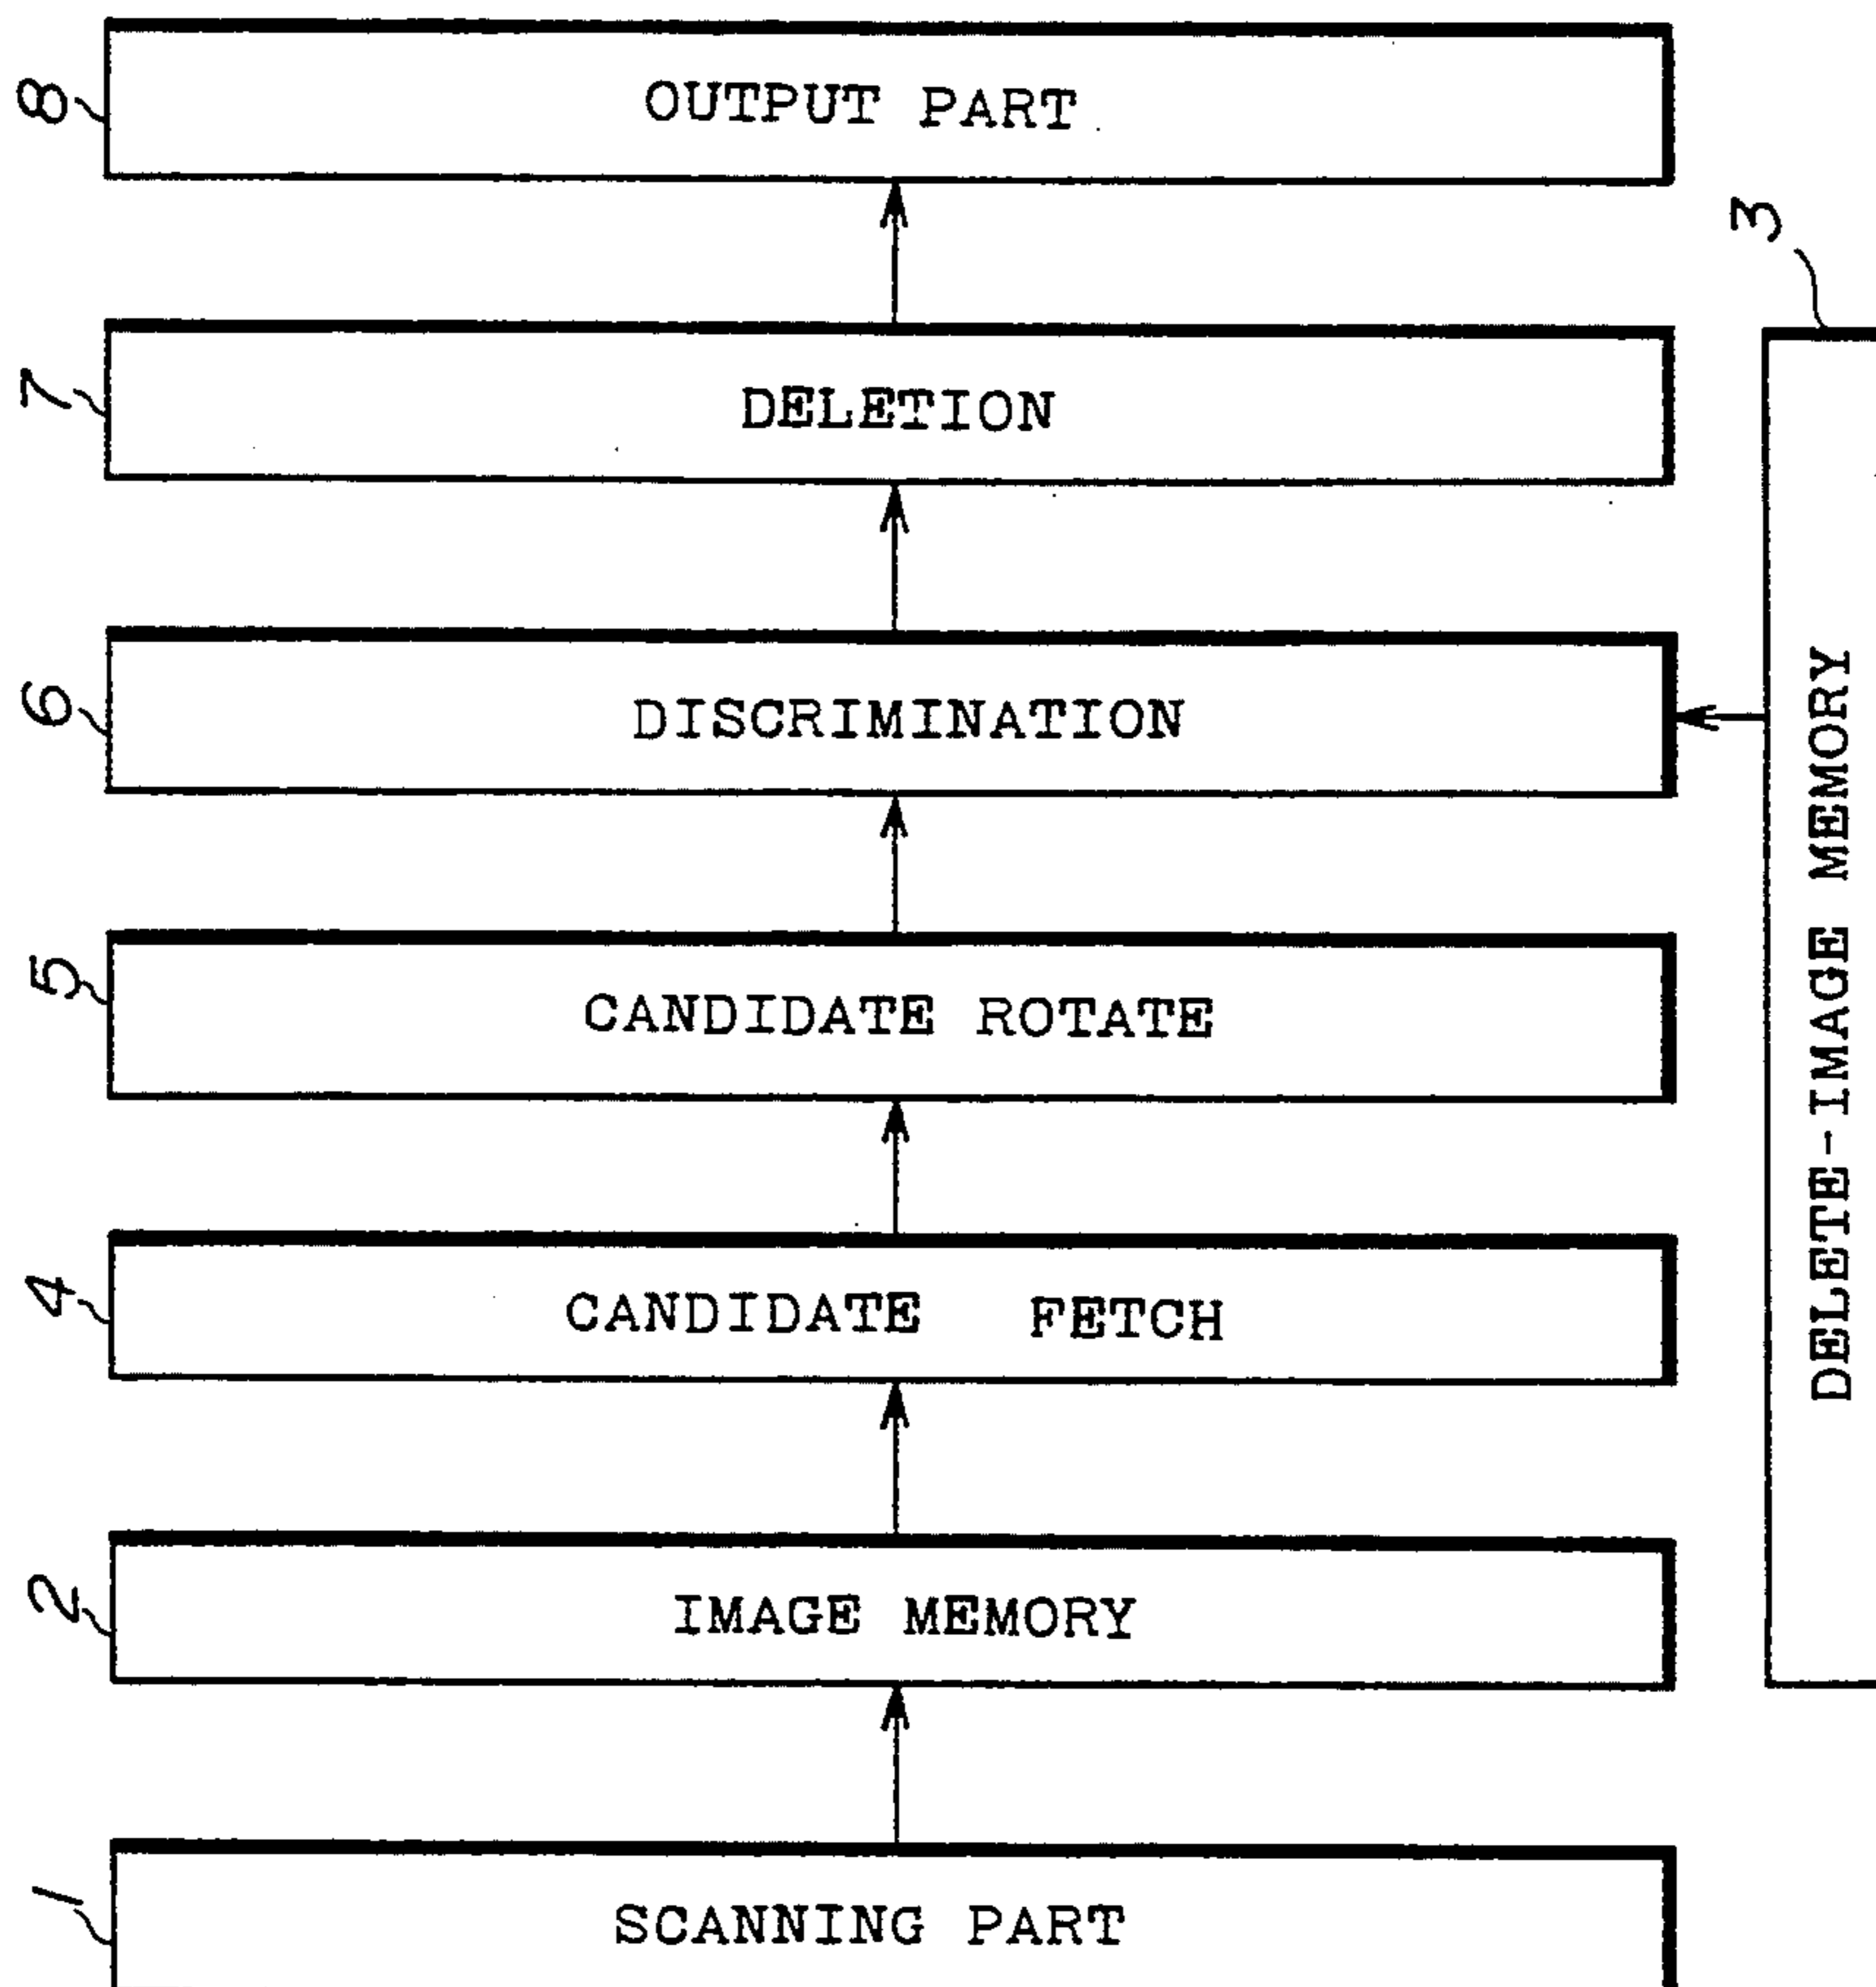 8
OUTPUT PART
3
7
DELETION
6
DISCRIMINATION
DELETE-IMAGE MEMORY
5
CANDIDATE ROTATE
4
CANDIDATE FETCH
2
IMAGE MEMORY
1
SCANNING PART